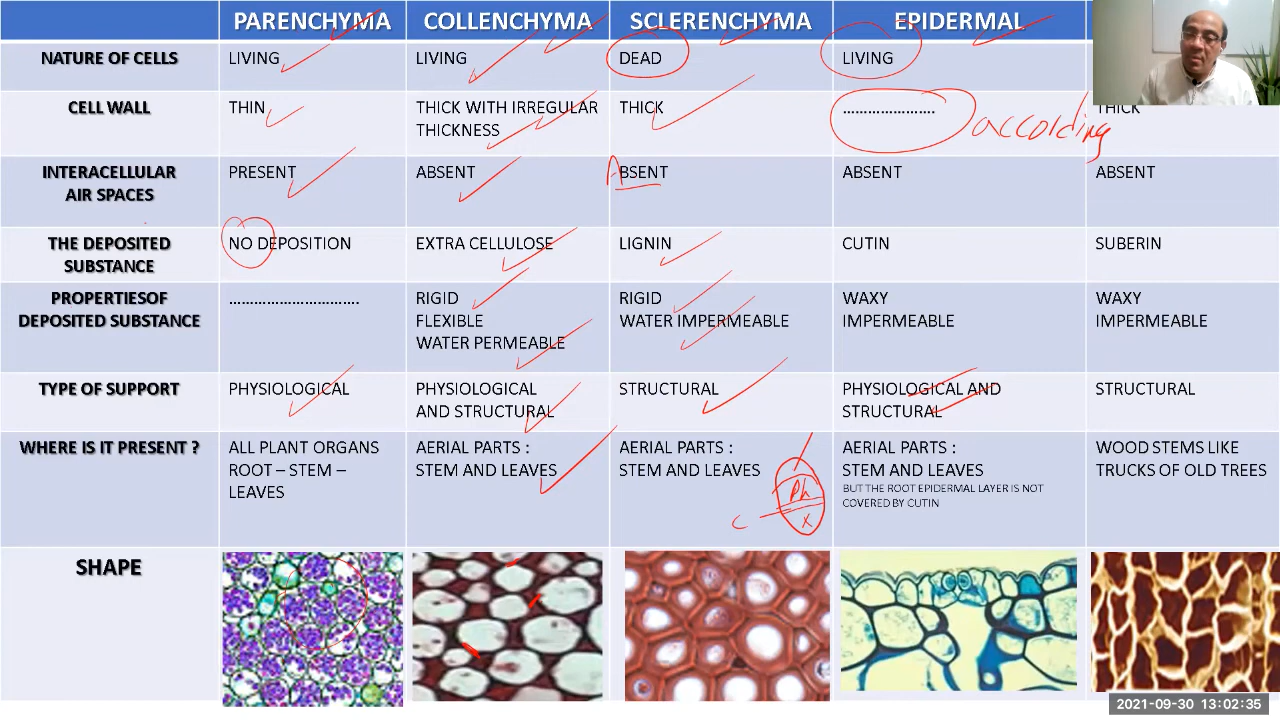 PARENCHYMA COLLENCHYMA SCLERENCHYMA EPIDERMAL
NATURE OF CELLS LIVING LIVING DEAD LIVING
CELL WALL THIN THICK WITH IRREGULAR THICK ........................ THICK
THICKNESS
according
INTERACELLULAR PRESENT ABSENT ABSENT ABSENT ABSENT
AIR SPACES
THE DEPOSITED NO DEPOSITION EXTRA CELLULOSE LIGNIN CUTIN SUBERIN
SUBSTANCE
PROPERTIESOF ................................. RIGID RIGID WAXY WAXY
DEPOSITED SUBSTANCE FLEXIBLE WATER IMPERMEABLE IMPERMEABLE IMPERMEABLE
WATER PERMEABLE
TYPE OF SUPPORT PHYSIOLOGICAL PHYSIOLOGICAL STRUCTURAL PHYSIOLOGICAL AND STRUCTURAL
AND STRUCTURAL STRUCTURAL
WHERE IS IT PRESENT ? ALL PLANT ORGANS AERIAL PARTS : AERIAL PARTS : AERIAL PARTS : WOOD STEMS LIKE
ROOT – STEM – STEM AND LEAVES STEM AND LEAVES STEM AND LEAVES TRUCKS OF OLD TREES
LEAVES BUT THE ROOT EPIDERMAL LAYER IS NOT
COVERED BY CUTIN
Ph
C X
SHAPE
2021-09-30 13:02:35